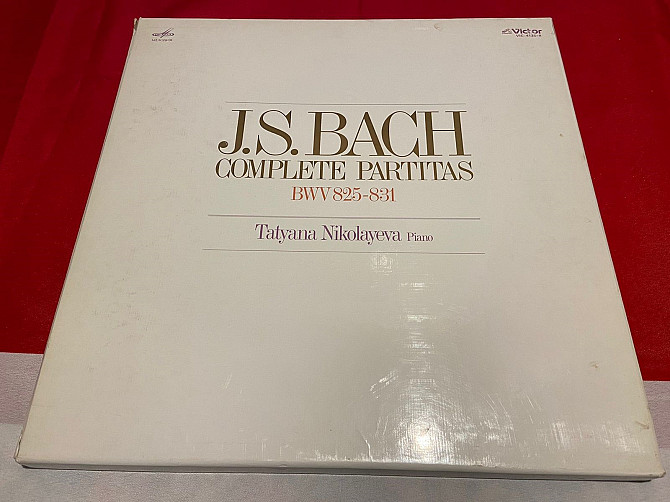 Victor
J.S. BACH
COMPLETE PARTITAS
BWV 825-831
Tatyana Nikolayeva Piano